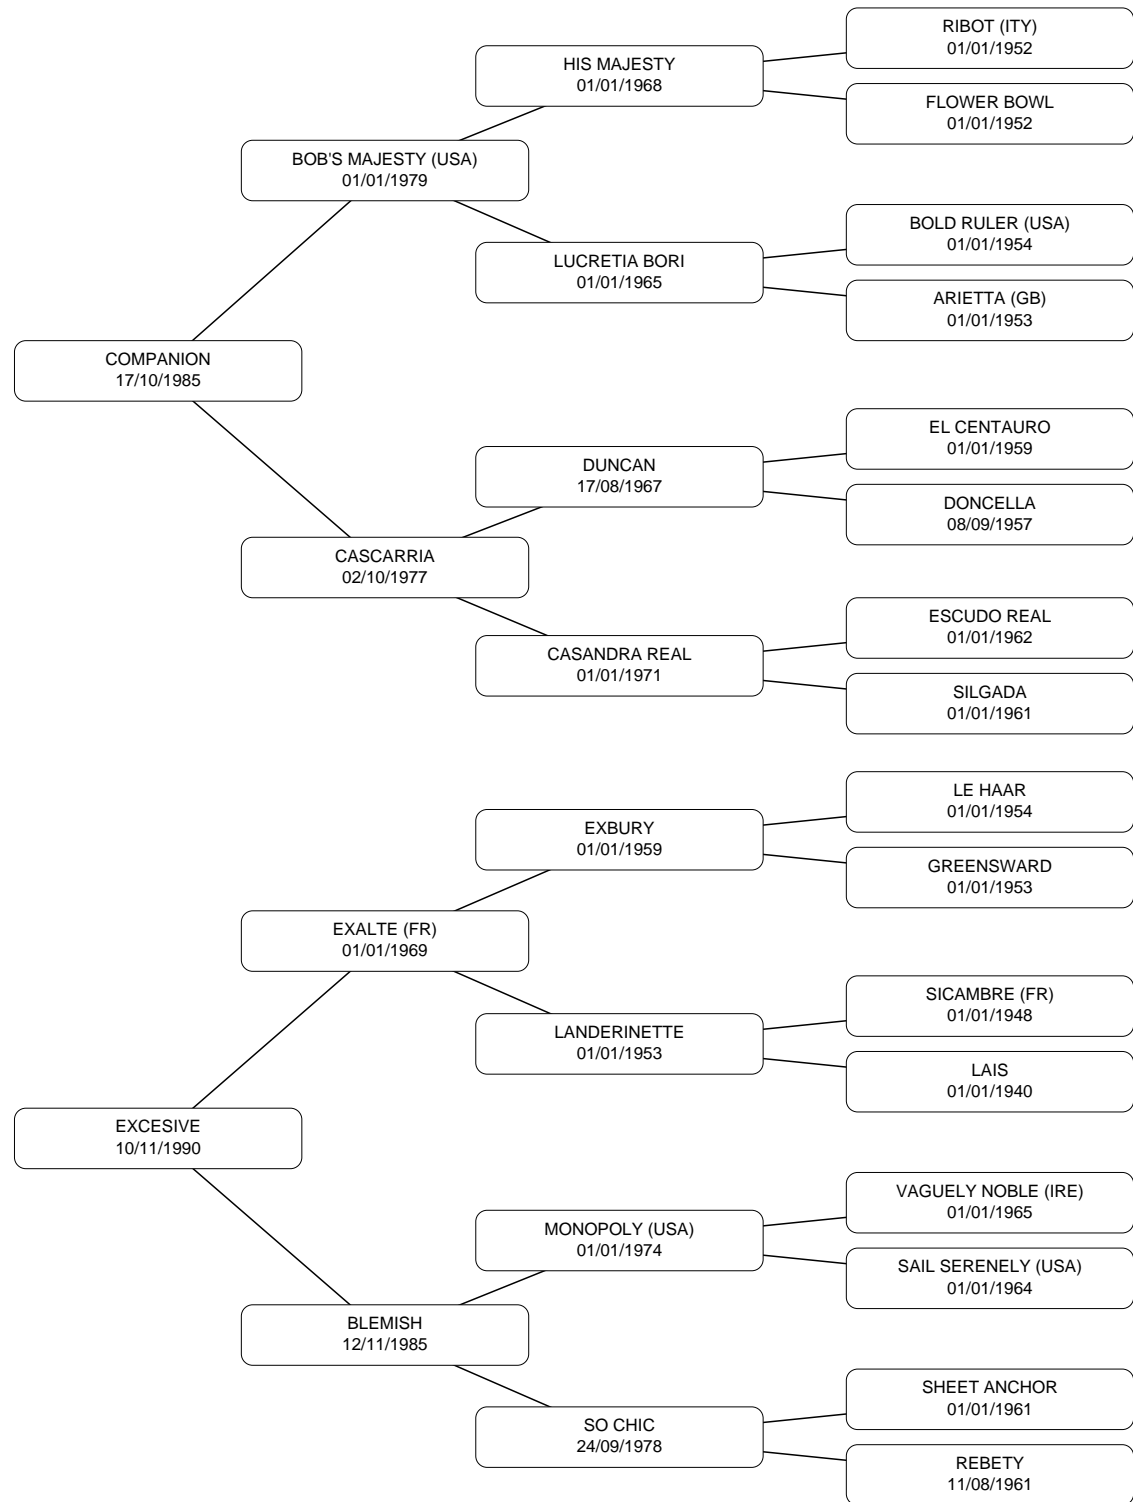 RIBOT (ITY)
01/01/1952
HIS MAJESTY
01/01/1968
FLOWER BOWL
01/01/1952
BOB'S MAJESTY (USA)
01/01/1979
BOLD RULER (USA)
01/01/1954
LUCRETIA BORI
01/01/1965
ARIETTA (GB)
01/01/1953
COMPANION
17/10/1985
EL CENTAURO
01/01/1959
DUNCAN
17/08/1967
DONCELLA
08/09/1957
CASCARRIA
02/10/1977
ESCUDO REAL
01/01/1962
CASANDRA REAL
01/01/1971
SILGADA
01/01/1961
LE HAAR
01/01/1954
EXBURY
01/01/1959
GREENSWARD
01/01/1953
EXALTE (FR)
01/01/1969
SICAMBRE (FR)
01/01/1948
LANDERINETTE
01/01/1953
LAIS
01/01/1940
EXCESIVE
10/11/1990
VAGUELY NOBLE (IRE)
01/01/1965
MONOPOLY (USA)
01/01/1974
SAIL SERENELY (USA)
01/01/1964
BLEMISH
12/11/1985
SHEET ANCHOR
01/01/1961
SO CHIC
24/09/1978
REBETY
11/08/1961